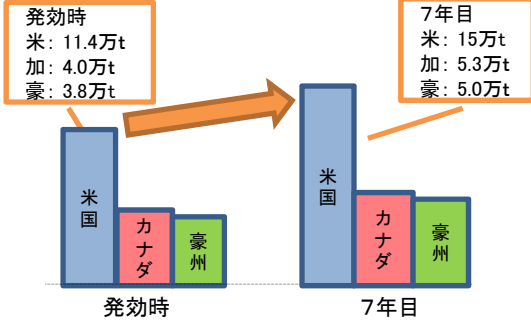 発効時
米: 11.4万t
加: 4.0万t
豪: 3.8万t
7年目
米: 15万t
加: 5.3万t
豪: 5.0万t
米国
カナダ
豪州
米国
カナダ
豪州
発効時
7年目